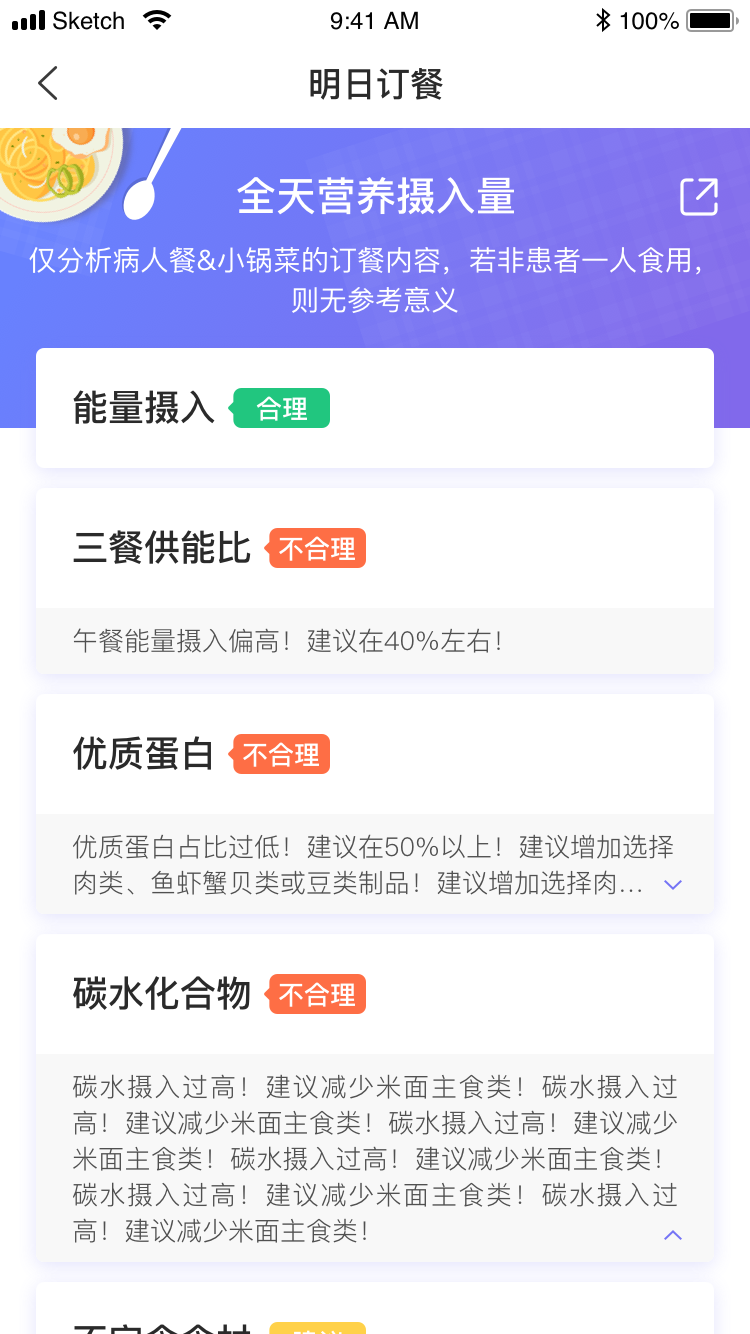 Sketch 9:41 AM 100%
明日订餐
全天营养摄入量
仅分析病人餐&小锅菜的订餐内容，若非患者一人食用，
则无参考意义
能量摄入 合理
三餐供能比 不合理
午餐能量摄入偏高！建议在40%左右！
优质蛋白 不合理
优质蛋白占比过低！建议在50%以上！建议增加选择
肉类、鱼虾蟹贝类或豆类制品！建议增加选择肉...
碳水化合物 不合理
碳水摄入过高！建议减少米面主食类！碳水摄入过
高！建议减少米面主食类！碳水摄入过高！建议减少
米面主食类！碳水摄入过高！建议减少米面主食类！
碳水摄入过高！建议减少米面主食类！碳水摄入过
高！建议减少米面主食类！